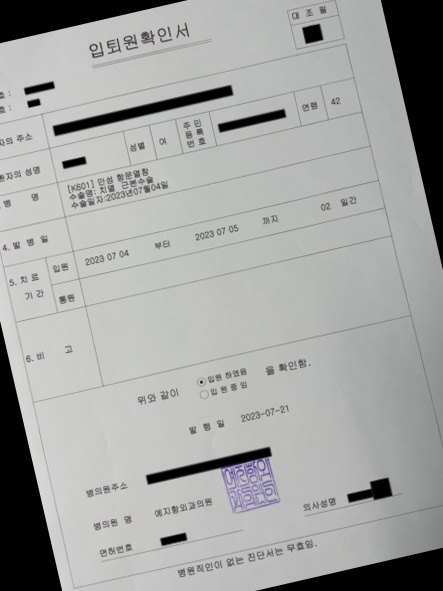 입퇴원확인서
대 조 필
호 :
호 :
자의 주소
환자의 성명 성별 여 주 민 등 록 번 호 연령 42
병 명 [K601] 만성 항문열창
수술명: 치열 근본수술
수술일자:2023년07월04일
4. 발 병 일
5. 치 료 기 간 입원 2023 07 04 부터 2023 07 05 까지 02 일간
통원
6. 비 고
위와 같이 입원 하였음 을 확인함.
입 원 중 임
발 행 일 2023-07-21
병의원주소
병의원 명 예지항외과의원
면허번호 의사성명
병원직인이 없는 진단서는 무효임.